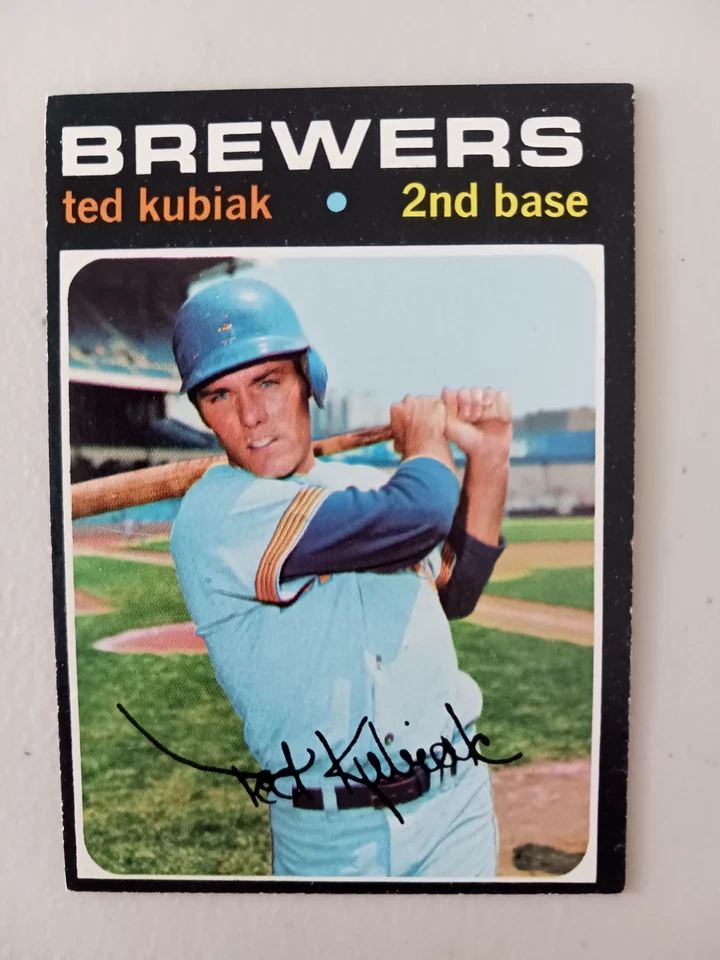 BREWERS
ted kubiak • 2nd base
Ted Kubiak